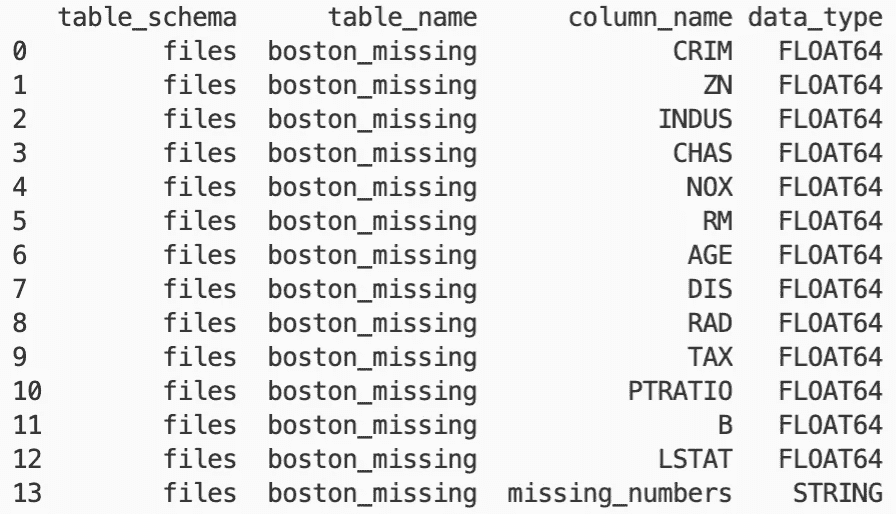 table_schema table_name column_name data_type
0 files boston_missing CRIM FLOAT64
1 files boston_missing ZN FLOAT64
2 files boston_missing INDUS FLOAT64
3 files boston_missing CHAS FLOAT64
4 files boston_missing NOX FLOAT64
5 files boston_missing RM FLOAT64
6 files boston_missing AGE FLOAT64
7 files boston_missing DIS FLOAT64
8 files boston_missing RAD FLOAT64
9 files boston_missing TAX FLOAT64
10 files boston_missing PTRATIO FLOAT64
11 files boston_missing B FLOAT64
12 files boston_missing LSTAT FLOAT64
13 files boston_missing missing_numbers STRING